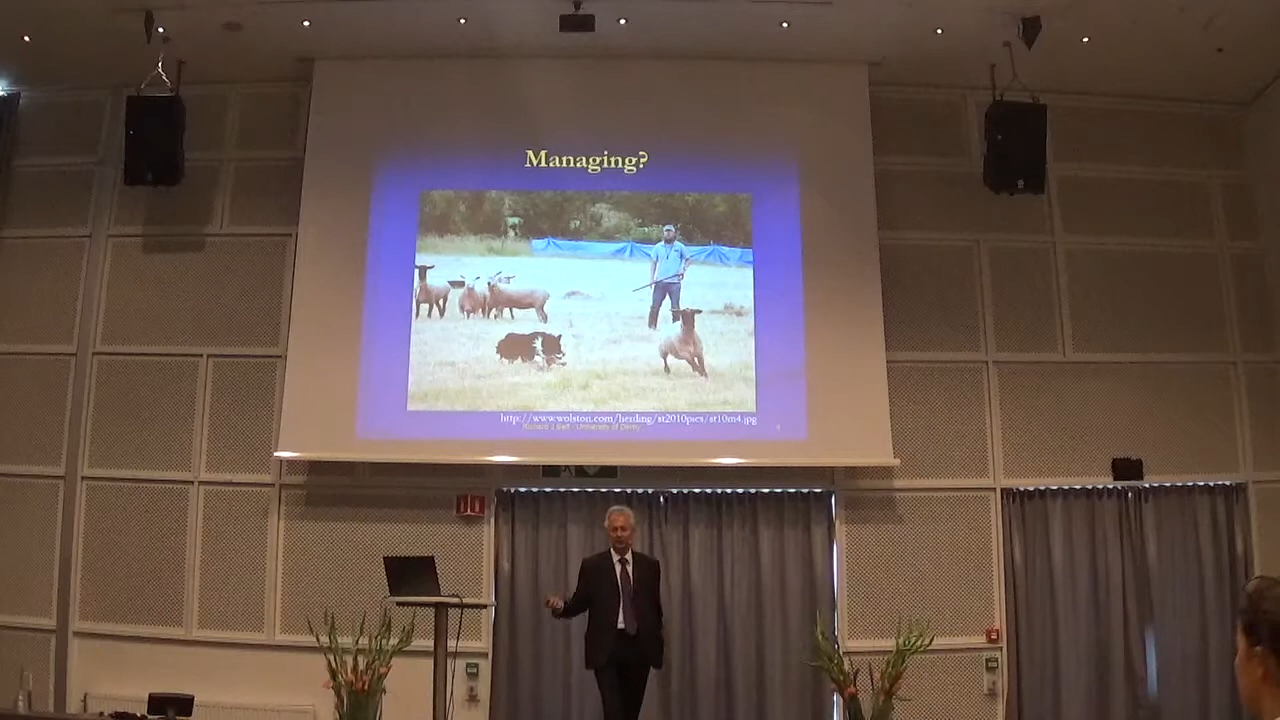 Managing?
http://www.wolston.com/herding/st2010pics/st10m4.jpg
Richard J Self - University of Derby